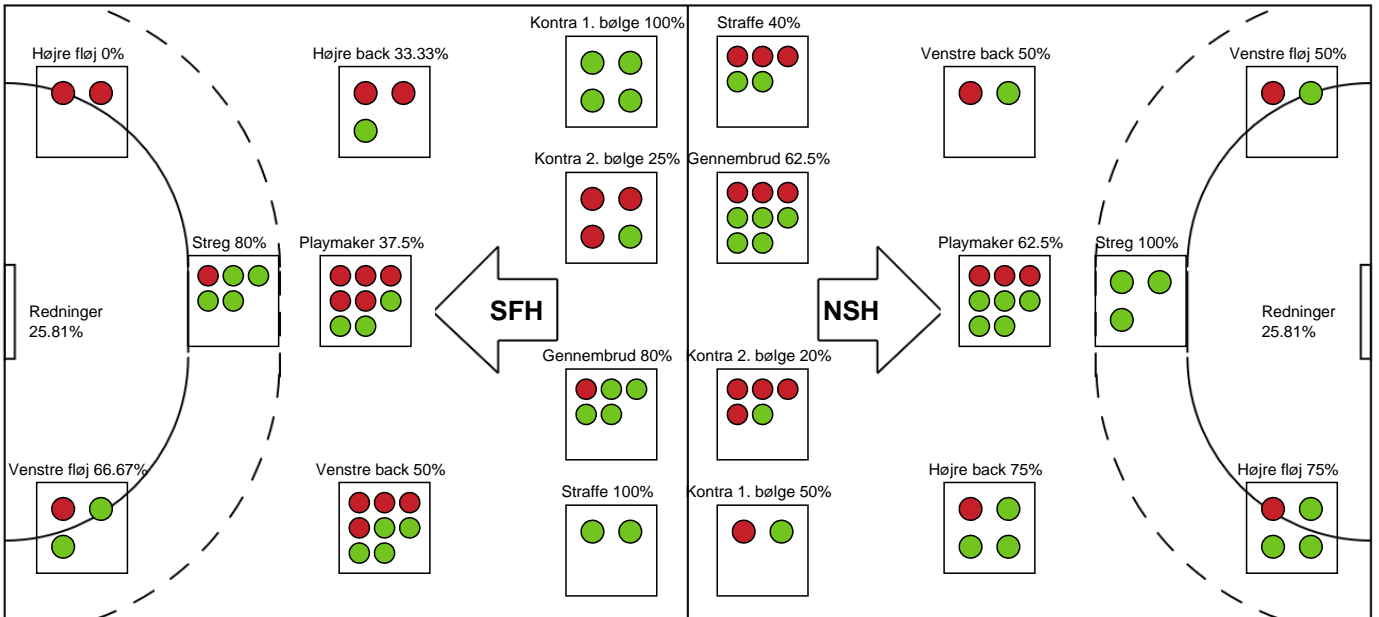 Kontra 1. bølge 100%
Straffe 40%
Højre fløj 0%
Højre back 33.33%
Venstre back 50%
Venstre fløj 50%
Kontra 2. bølge 25%
Gennembrud 62.5%
Streg 80%
Playmaker 37.5%
Playmaker 62.5%
Streg 100%
Redninger
25.81%
SFH
NSH
Redninger
25.81%
Gennembrud 80%
Kontra 2. bølge 20%
Venstre fløj 66.67%
Venstre back 50%
Straffe 100%
Kontra 1. bølge 50%
Højre back 75%
Højre fløj 75%